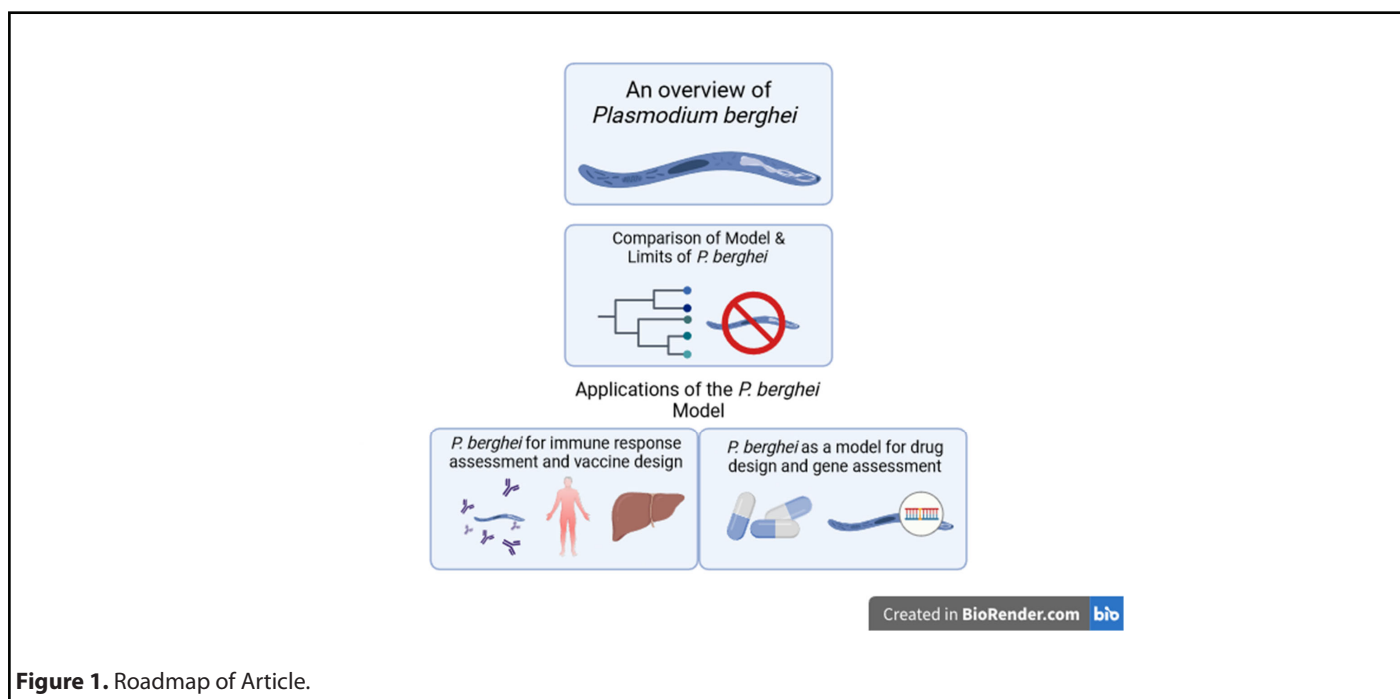 An overview of
Plasmodium berghei
Comparison of Model &
Limits of P. berghei
Applications of the P. berghei
Model
P. berghei for immune response
assessment and vaccine design
P. berghei as a model for drug
design and gene assessment
Created in BioRender.com bio
Figure 1. Roadmap of Article.